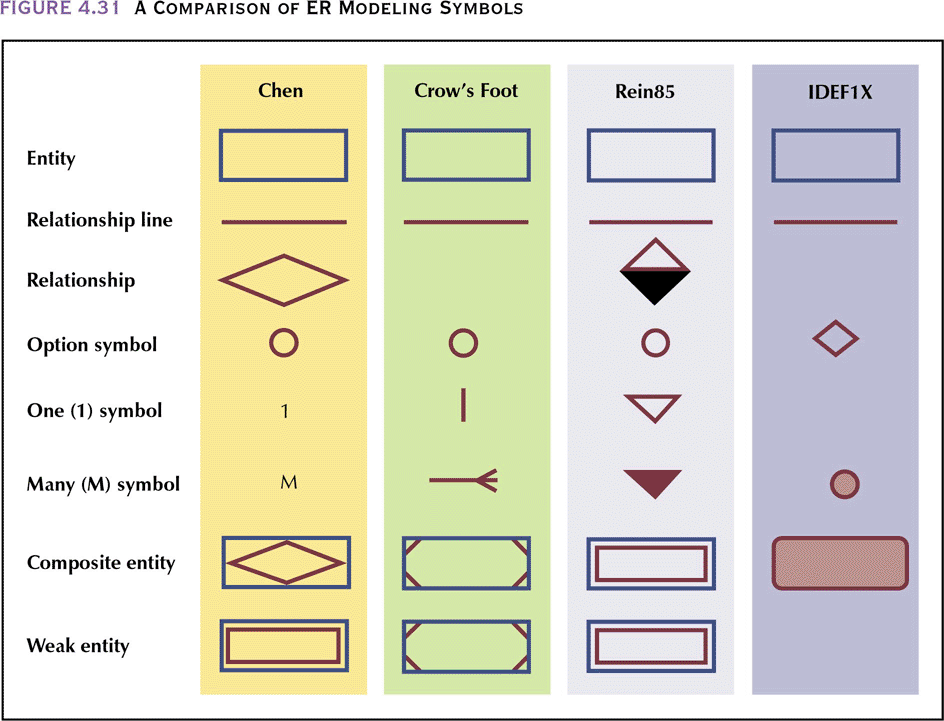 FIGURE 4.31 A COMPARISON OF ER MODELING SYMBOLS
Chen Crow's Foot Rein85 IDEF1X
Entity
Relationship line
Relationship
Option symbol
One (1) symbol 1
Many (M) symbol M
Composite entity
Weak entity